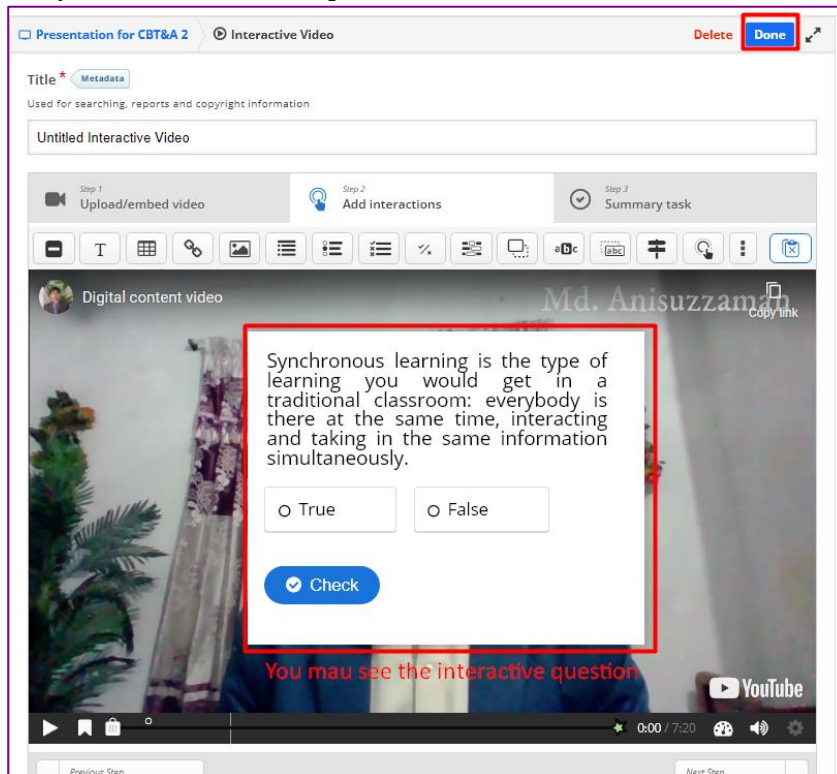 Presentation for CBT&A 2 Interactive Video Delete Done
Title * Metadata
Used for searching, reports and copyright information
Untitled Interactive Video
Step 1
Upload/embed video
Step 2
Add interactions
Step 3
Summary task
T
abc
abc
Digital content video
Md. Anisuzzaman
Copy link
Synchronous learning is the type of
learning you would get in a
traditional classroom: everybody is
there at the same time, interacting
and taking in the same information
simultaneously.
True False
Check
You mau see the interactive question
YouTube
0:00 / 7:20
Previous Step Next Step